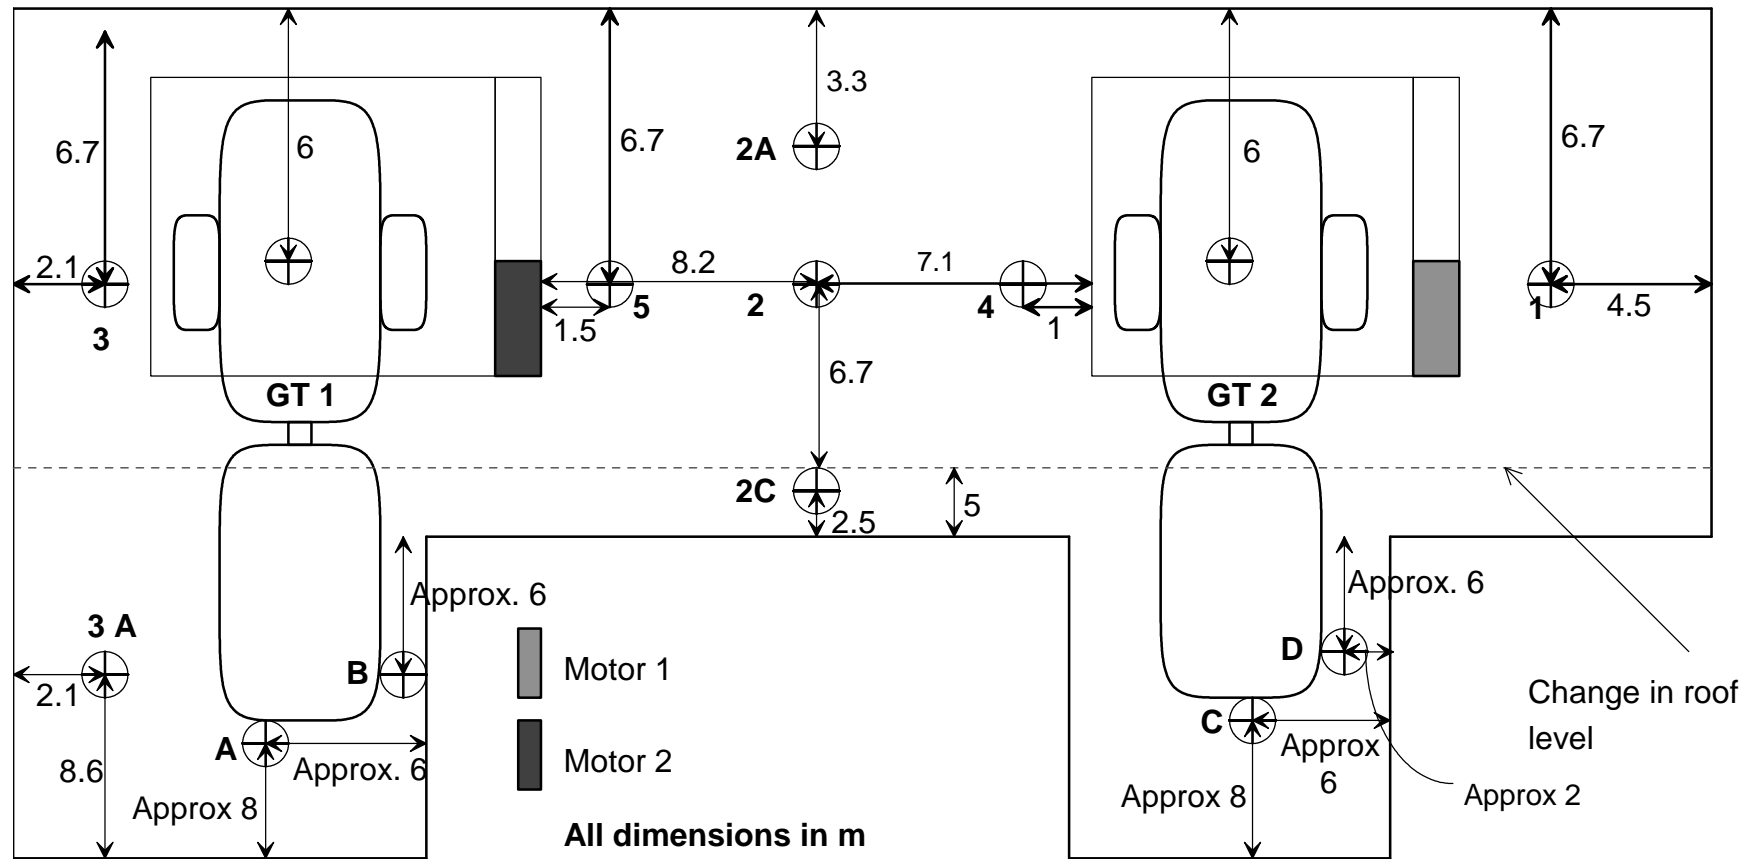 3.3
6.7
6
6.7
2A
6
6.7
2.1
8.2
7.1
3
5
2
4
1
4.5
1.5
1
6.7
GT 1
GT 2
2C
5
2.5
Approx. 6
Approx. 6
3 A
B
D
Motor 1
2.1
Change in roof
level
A
C
Approx
6
Approx. 6
Motor 2
8.6
Approx 8
Approx 8
Approx 2
All dimensions in m